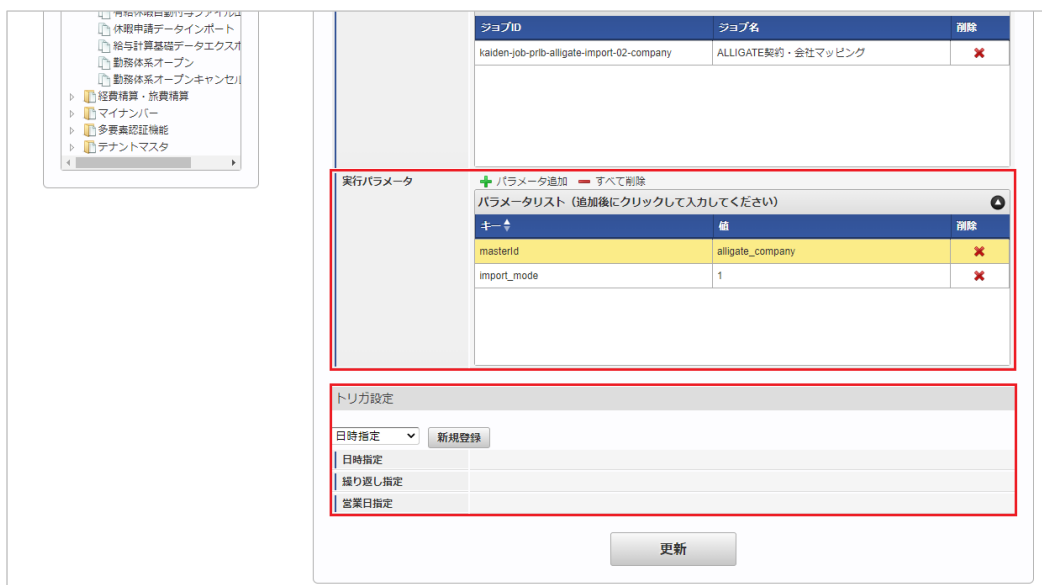 休暇申請データインポート
給与計算基礎データエクスポ
勤務体系オープン
勤務体系オープンキャンセル
経費精算・旅費精算
マイナンバー
多要素認証機能
テナントマスタ
ジョブID ジョブ名 削除
kaiden-job-prlb-alligate-import-02-company ALLIGATE契約・会社マッピング
実行パラメータ パラメータ追加 すべて削除
パラメータリスト（追加後にクリックして入力してください）
キー 値 削除
masterId alligate_company
import_mode 1
トリガ設定
日時指定 新規登録
日時指定
繰り返し指定
営業日指定
更新